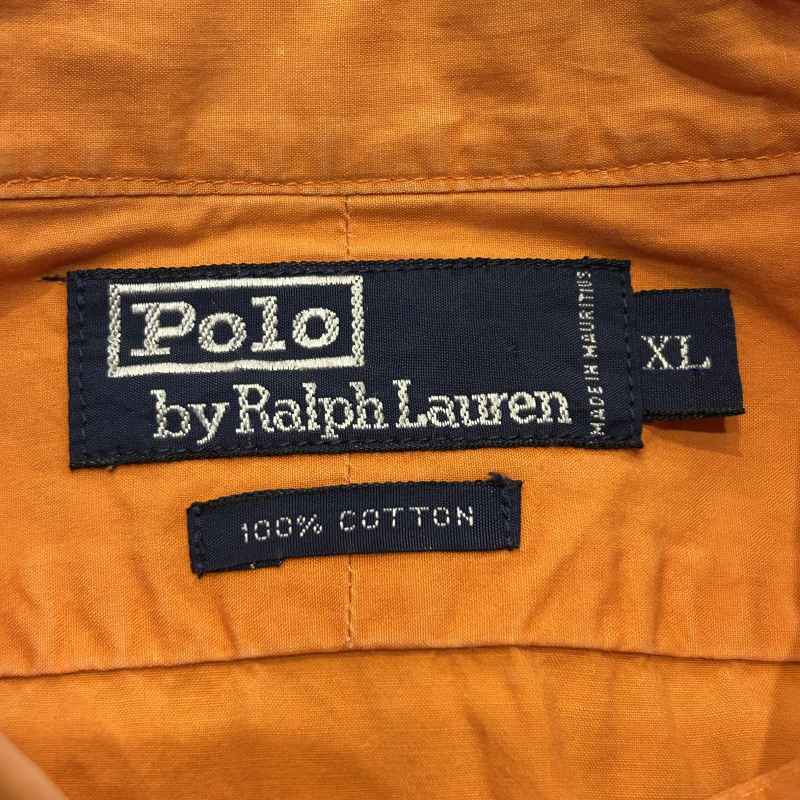 Polo
by Ralph Lauren
MADE IN MAURITIUS
XL
100% COTTON